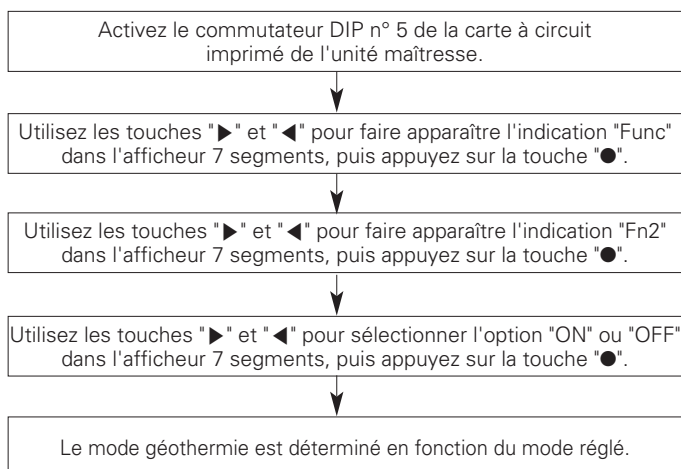 Activez le commutateur DIP n° 5 de la carte à circuit
imprimé de l'unité maîtresse.
Utilisez les touches "▶" et "◀" pour faire apparaître l'indication "Func"
dans l'afficheur 7 segments, puis appuyez sur la touche "●".
Utilisez les touches "▶" et "◀" pour faire apparaître l'indication "Fn2"
dans l'afficheur 7 segments, puis appuyez sur la touche "●".
Utilisez les touches "▶" et "◀" pour sélectionner l'option "ON" ou "OFF"
dans l'afficheur 7 segments, puis appuyez sur la touche "●".
Le mode géothermie est déterminé en fonction du mode réglé.